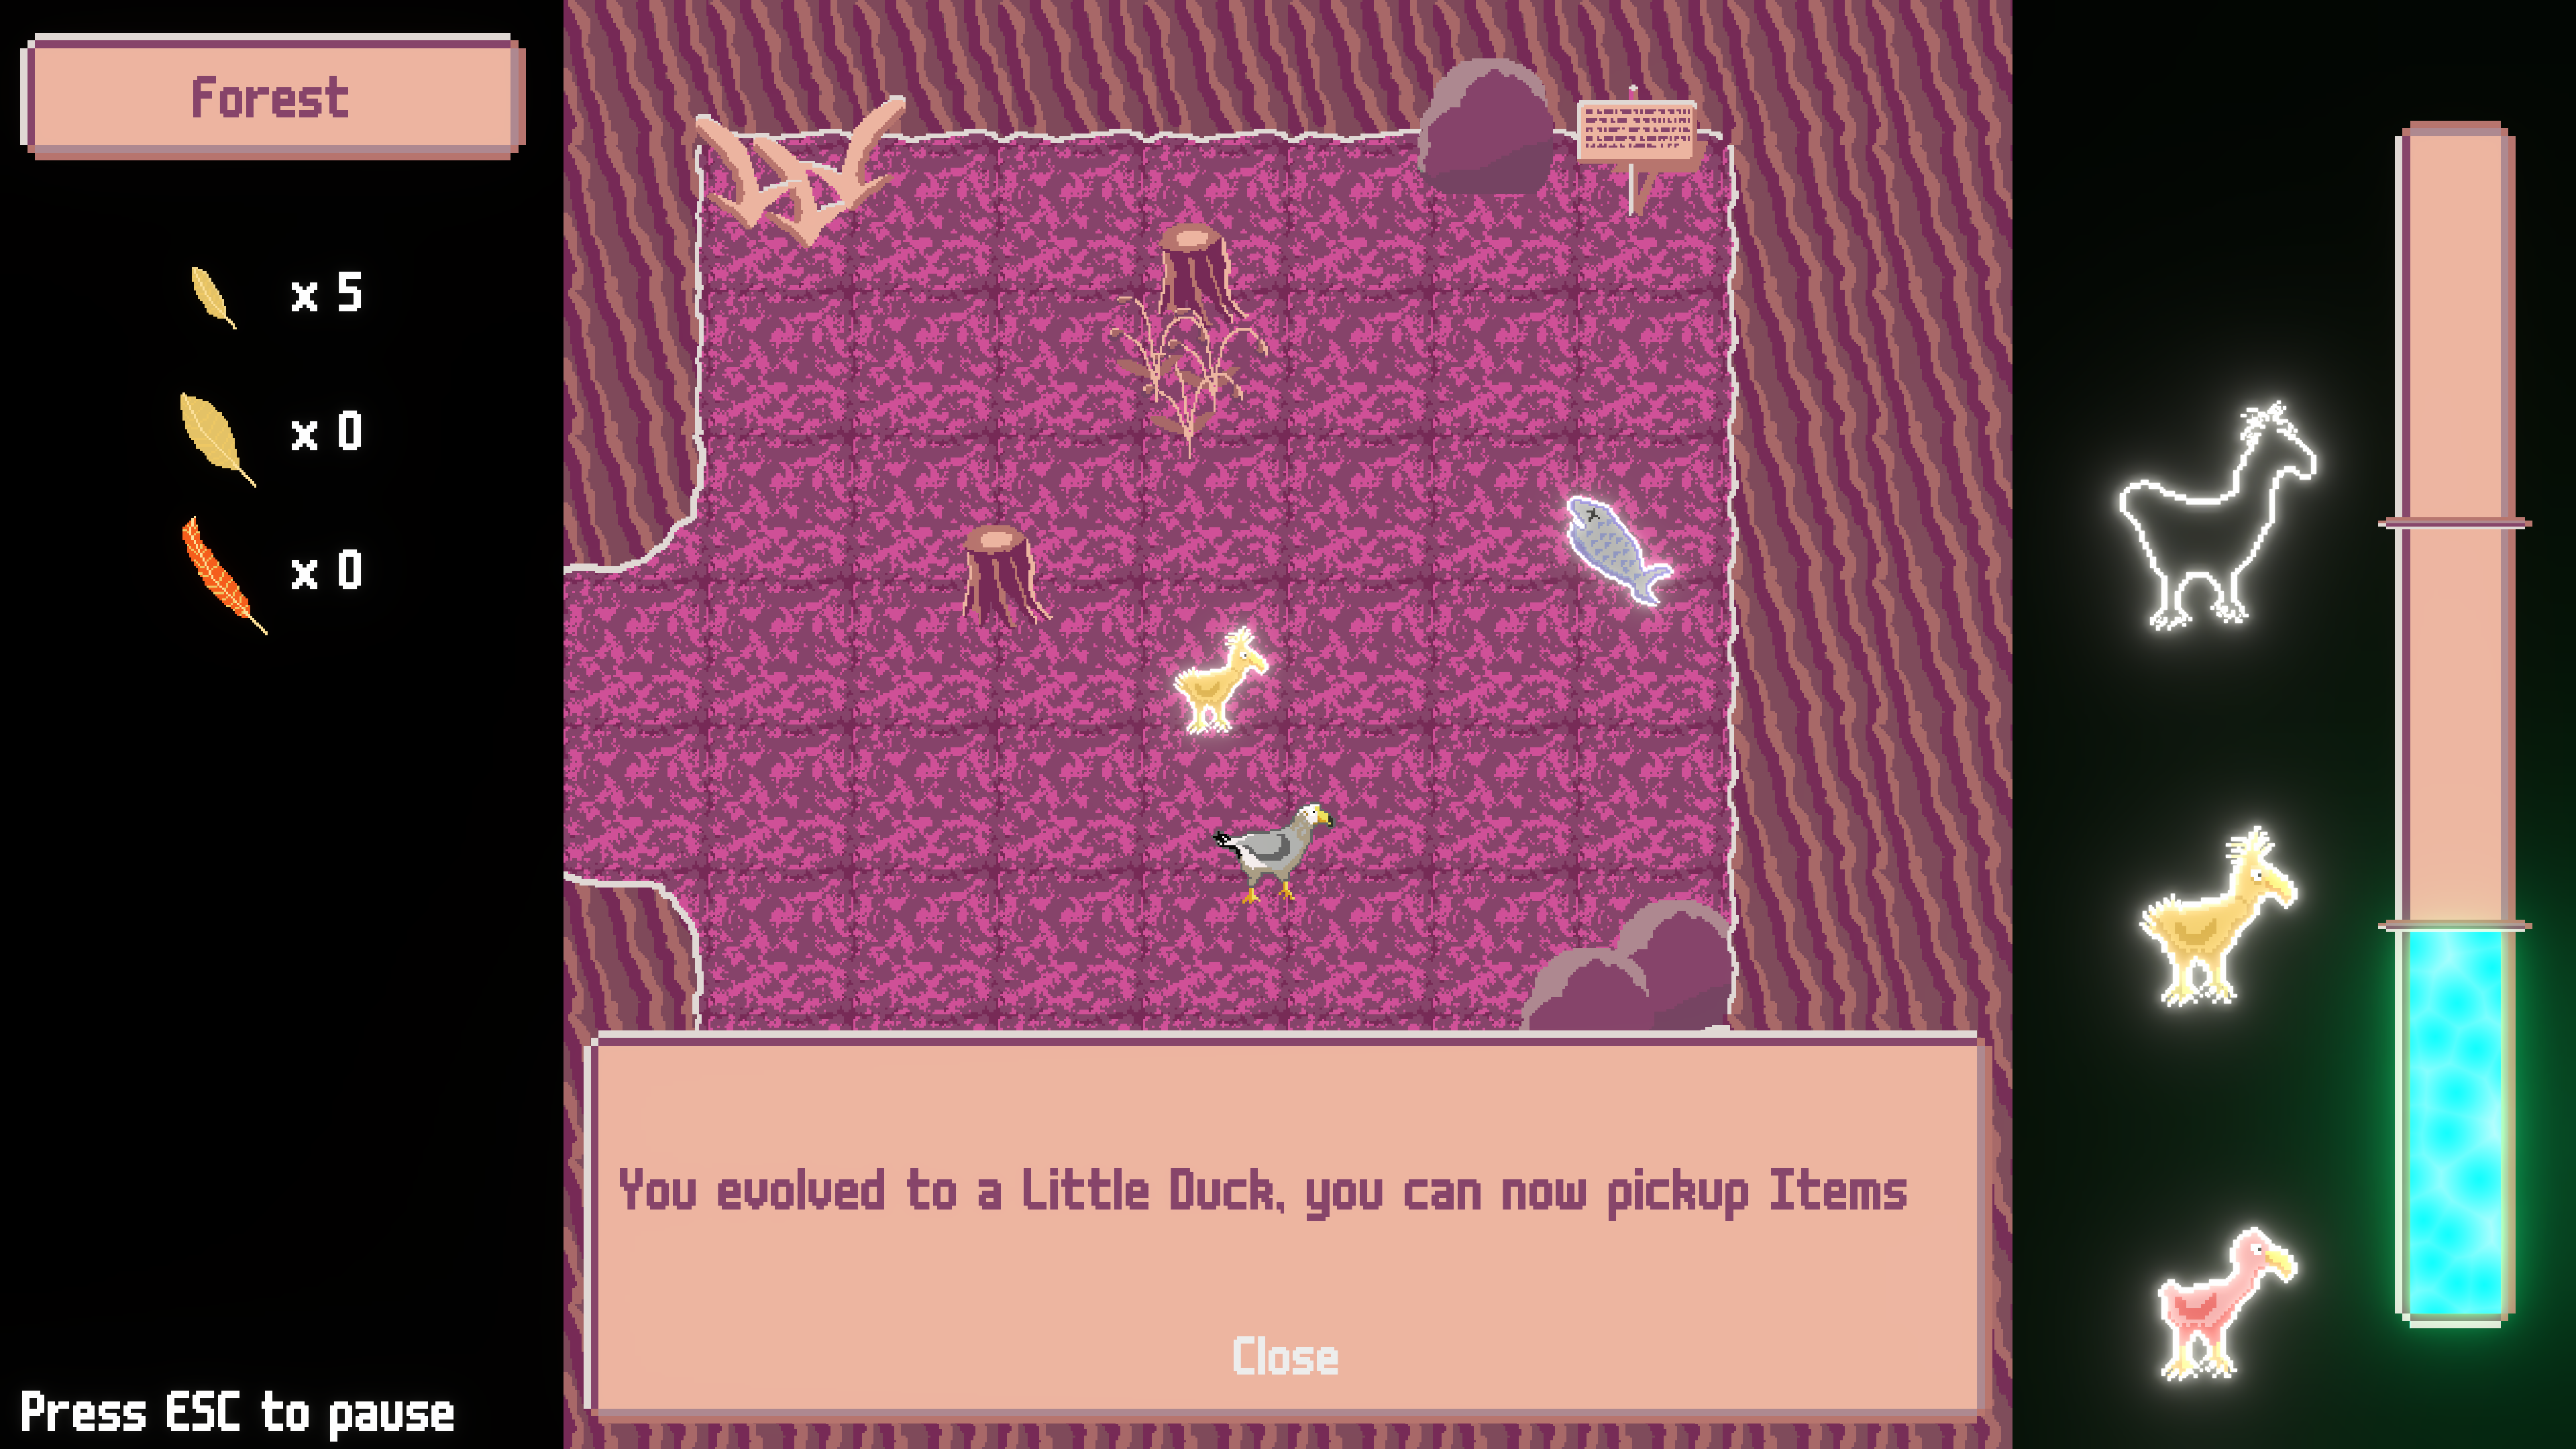 Forest
x 5
x 0
x 0
You evolved to a Little Duck, you can now pickup Items
Close
Press ESC to pause